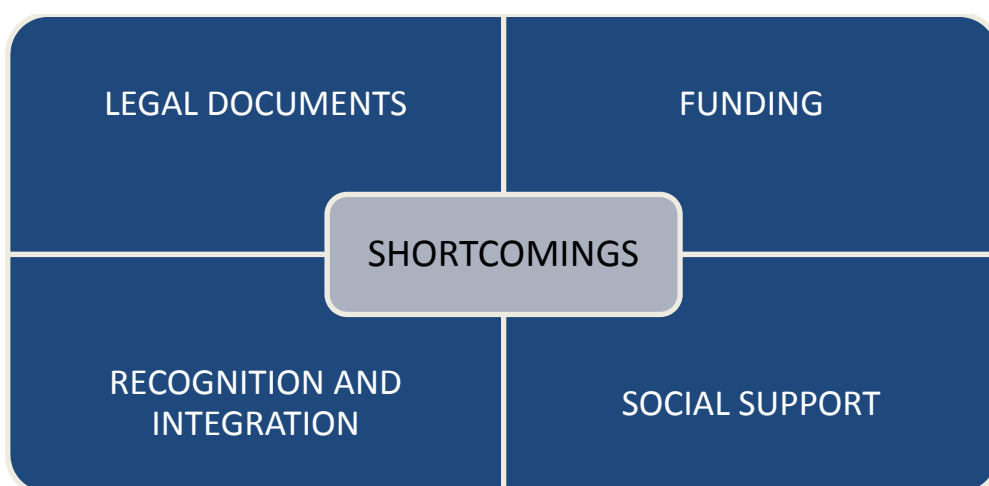 LEGAL DOCUMENTS
FUNDING
SHORTCOMINGS
RECOGNITION AND
INTEGRATION
SOCIAL SUPPORT